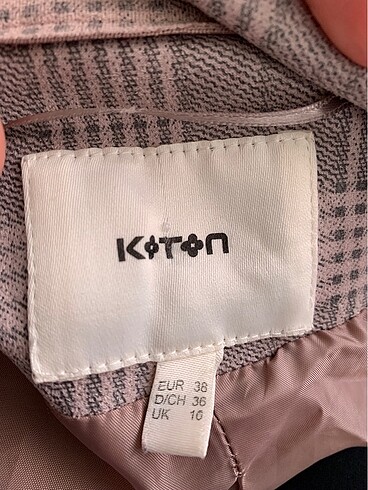 KOTON
EUR 38
D/CH 36
UK 10